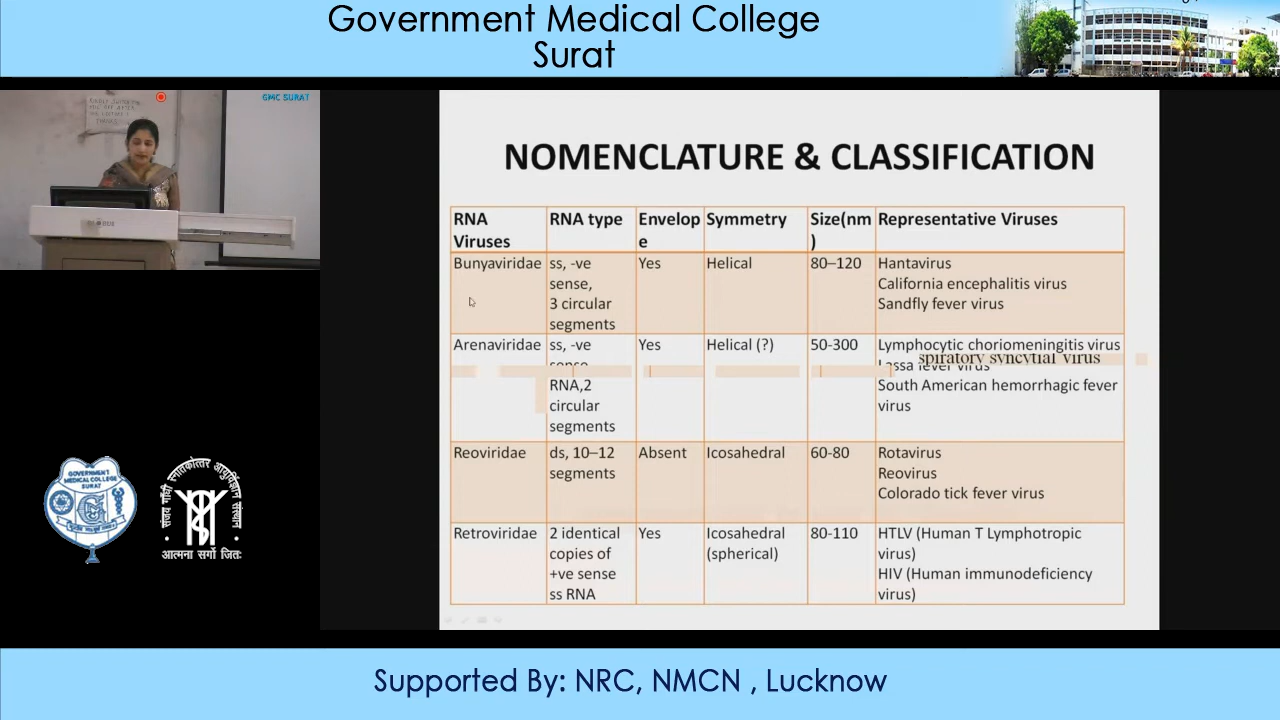 Government Medical College
Surat
GMC SURAT
NOMENCLATURE & CLASSIFICATION
RNA Viruses RNA type Envelope Symmetry Size(nm) Representative Viruses
Bunyaviridae ss, -ve sense, 3 circular segments Yes Helical 80–120 Hantavirus California encephalitis virus Sandfly fever virus
Arenaviridae ss, -ve sense RNA,2 circular segments Yes Helical (?) 50-300 Lymphocytic choriomeningitis virus Lassa fever virus South American hemorrhagic fever virus
spiratory syncytial virus
Reoviridae ds, 10–12 segments Absent Icosahedral 60-80 Rotavirus Reovirus Colorado tick fever virus
Retroviridae 2 identical copies of +ve sense ss RNA Yes Icosahedral (spherical) 80-110 HTLV (Human T Lymphotropic virus) HIV (Human immunodeficiency virus)
GOVERNMENT
MEDICAL COLLEGE
SURAT
संजय गाँधी स्नातकोत्तर आयुर्विज्ञान संस्थान
आत्मना सर्गो जितः
Supported By: NRC, NMCN , Lucknow